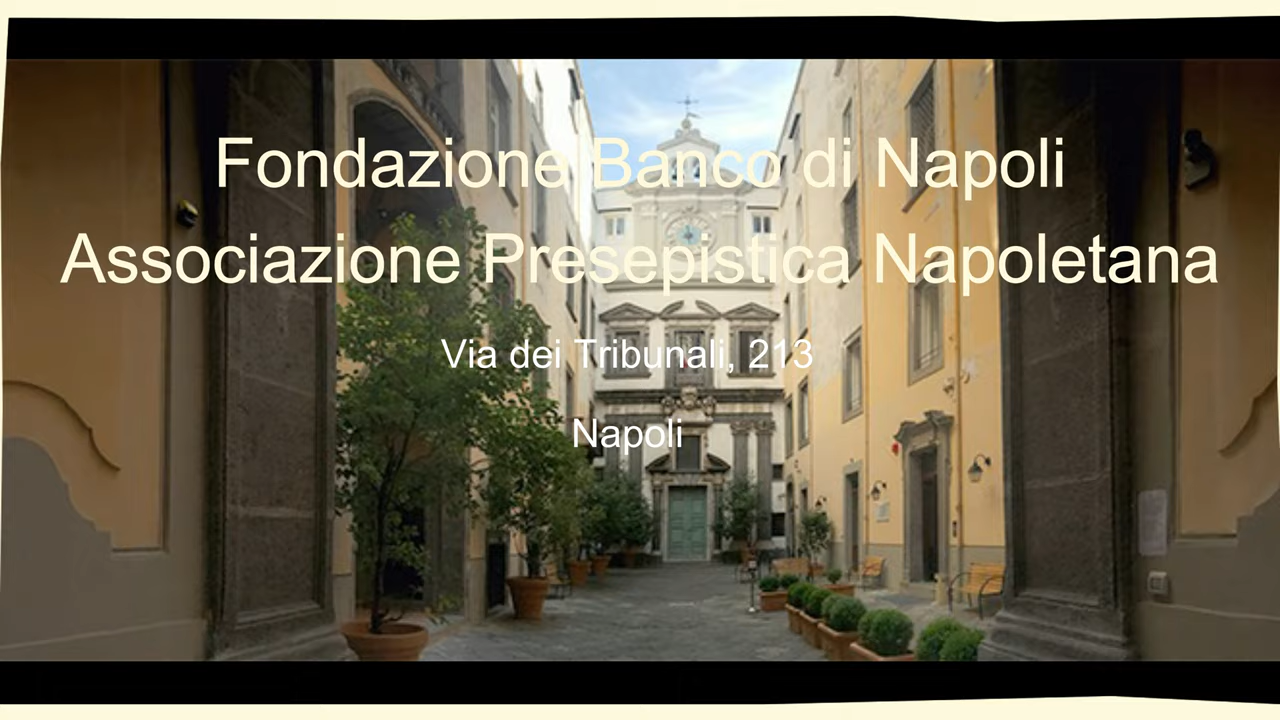 Fondazione Banco di Napoli
Associazione Presepistica Napoletana
Via dei Tribunali, 213
Napoli